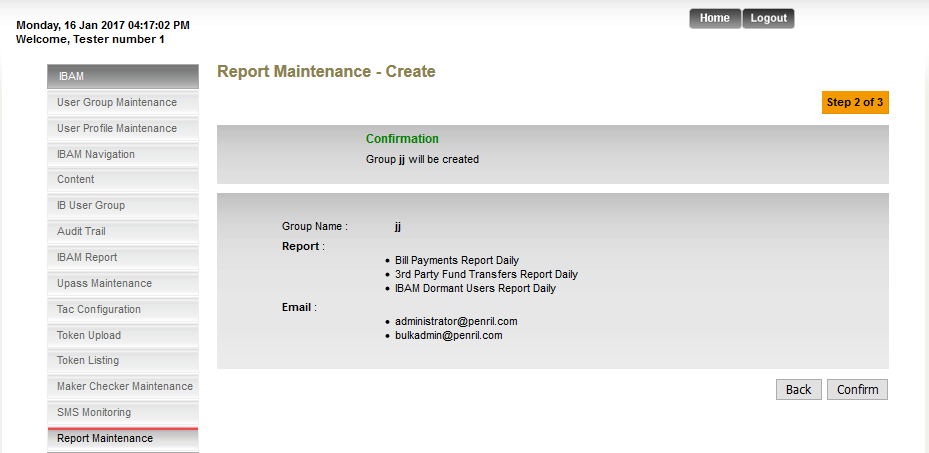 Monday, 16 Jan 2017 04:17:02 PM
Welcome, Tester number 1
Home
Logout
IBAM
User Group Maintenance
User Profile Maintenance
IBAM Navigation
Content
IB User Group
Audit Trail
IBAM Report
Upass Maintenance
Tac Configuration
Token Upload
Token Listing
Maker Checker Maintenance
SMS Monitoring
Report Maintenance
Report Maintenance - Create
Step 2 of 3
Confirmation
Group jj will be created
Group Name : jj
Report :
• Bill Payments Report Daily
• 3rd Party Fund Transfers Report Daily
• IBAM Dormant Users Report Daily
Email :
• administrator@penril.com
• bulkadmin@penril.com
Back
Confirm